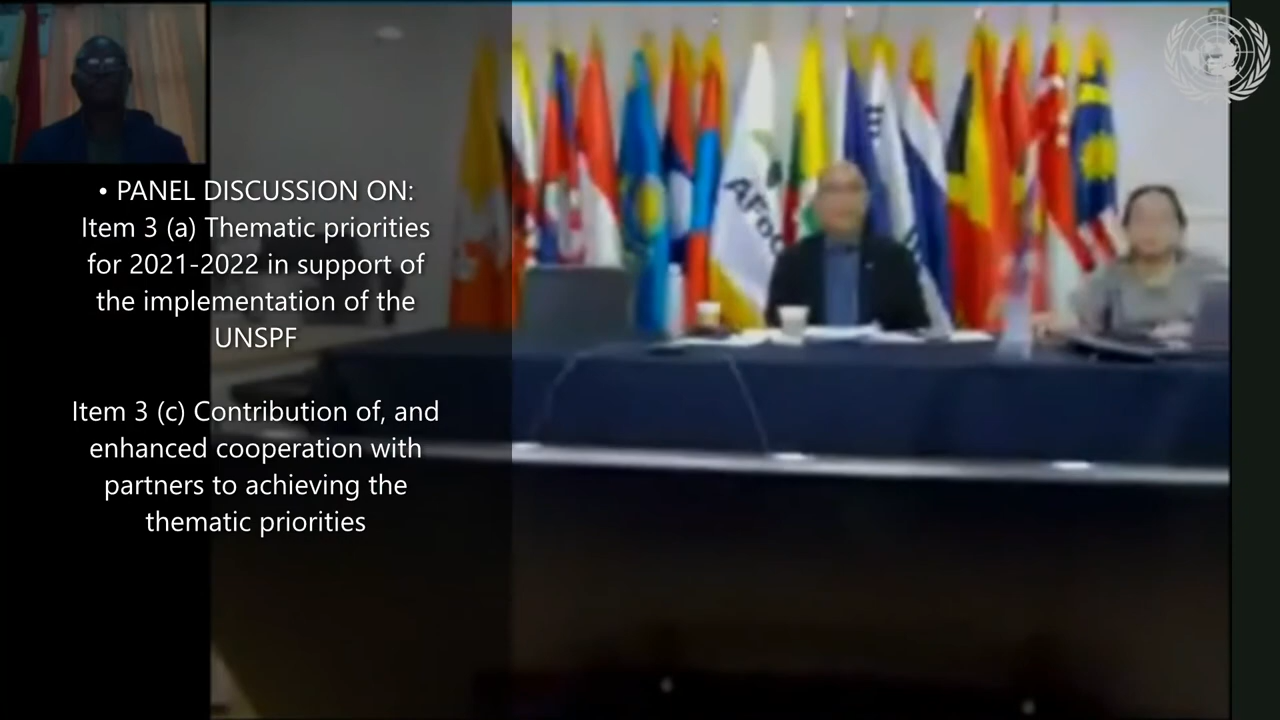 • PANEL DISCUSSION ON:
Item 3 (a) Thematic priorities
for 2021-2022 in support of
the implementation of the
UNSPF
Item 3 (c) Contribution of, and
enhanced cooperation with
partners to achieving the
thematic priorities